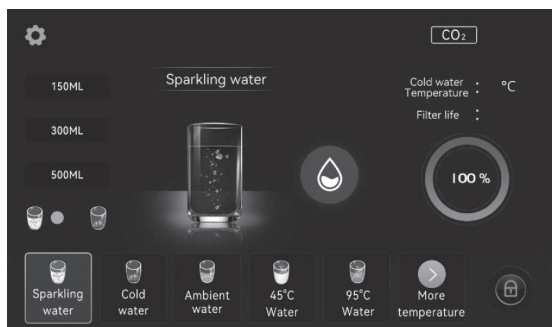 CO₂
150ML
300ML
500ML
Sparkling water
Cold water
Temperature : °C
Filter life :
100 %
Sparkling
water
Cold
water
Ambient
water
45°C
Water
95°C
Water
More
temperature